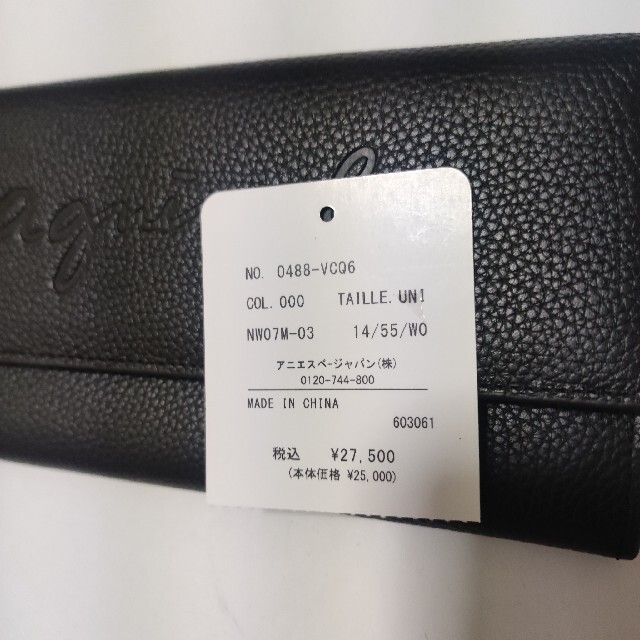 agnè b
NO. 0488-VCQ6
COL. 000 TAILLE. UNI
NW07M-03 14/55/WO
アニエスベージャパン(株)
0120-744-800
MADE IN CHINA
603061
税込 ¥27,500
(本体価格 ¥25,000)